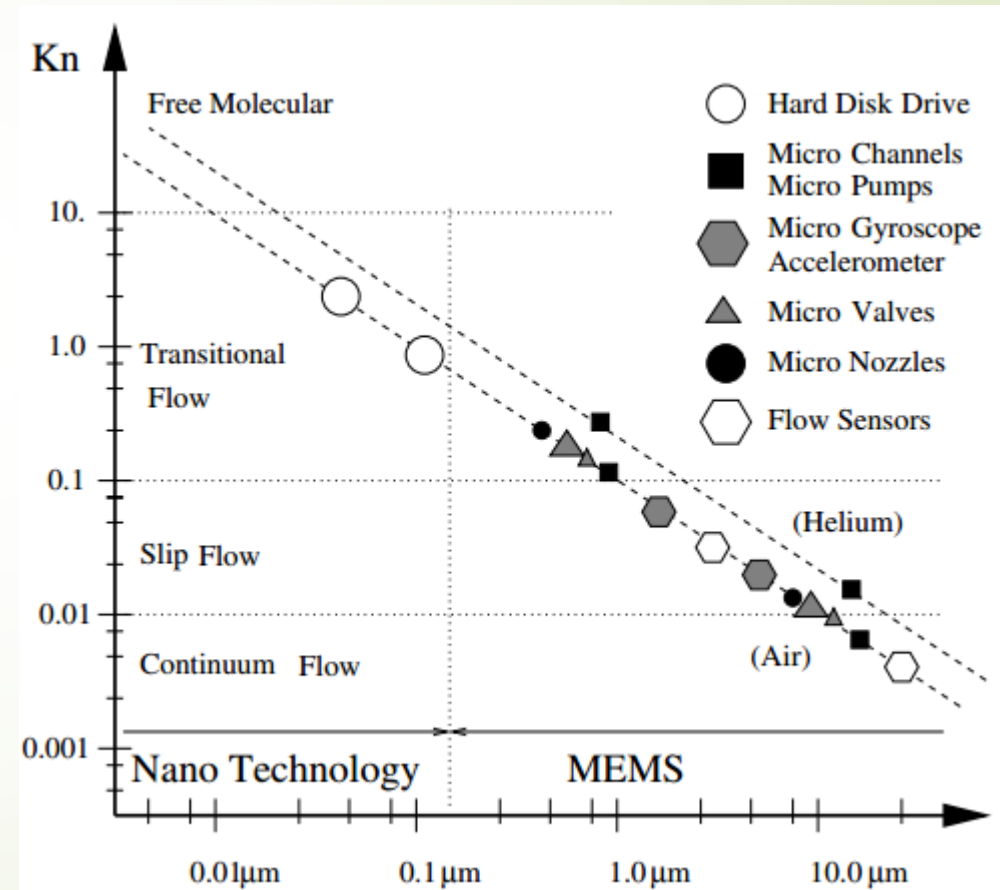 Kn
Free Molecular
10.
1.0
Transitional
Flow
0.1
Slip Flow
0.01
Continuum Flow
0.001
Hard Disk Drive
Micro Channels
Micro Pumps
Micro Gyroscope
Accelerometer
Micro Valves
Micro Nozzles
Flow Sensors
(Helium)
(Air)
Nano Technology
MEMS
0.01μm
0.1μm
1.0μm
10.0μm